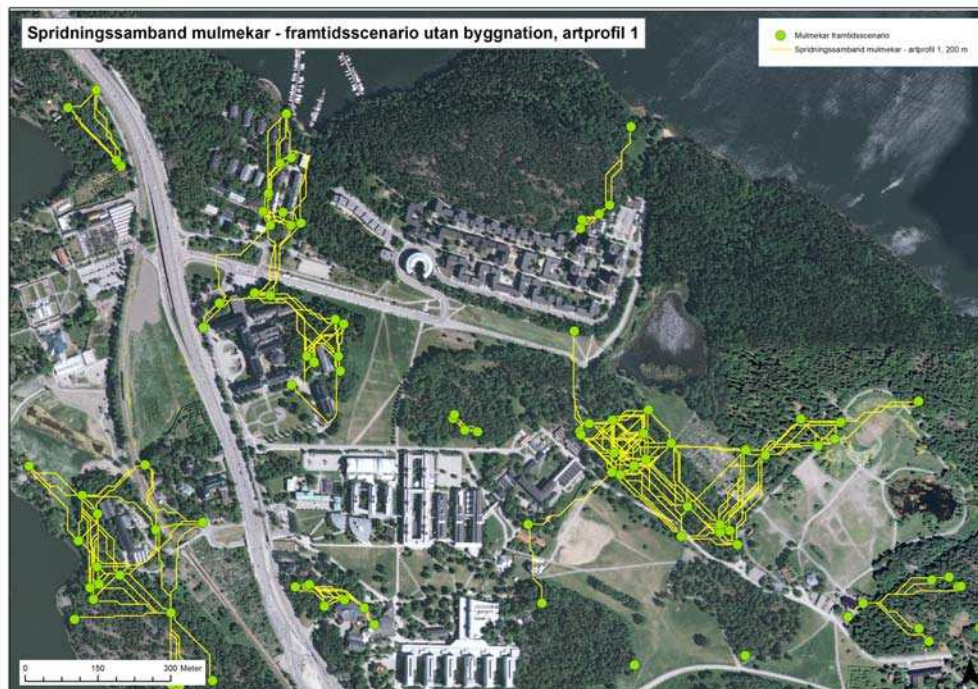 Spridningssamband mulmekar - framtidsscenario utan byggnation, artprofil 1
Mulmekar framtidsscenario
Spridningssamband mulmekar - artprofil 1, 200 m
0 150 300 Meter